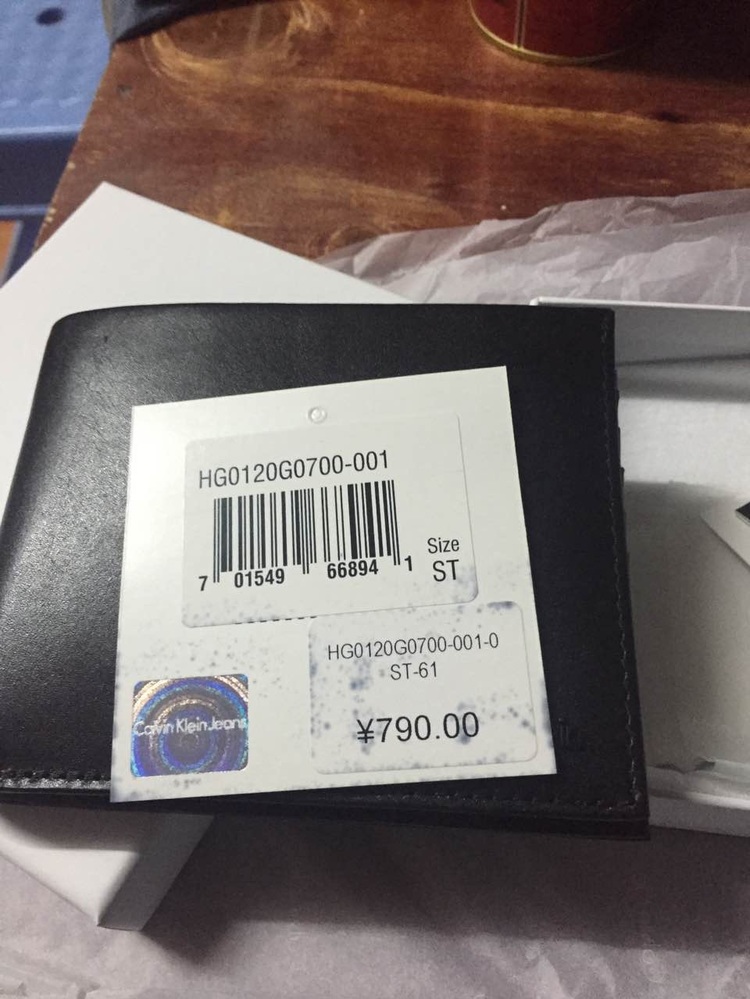 HG0120G0700-001
7 01549 66894 1
Size
ST
HG0120G0700-001-0
ST-61
¥790.00
Calvin Klein Jeans